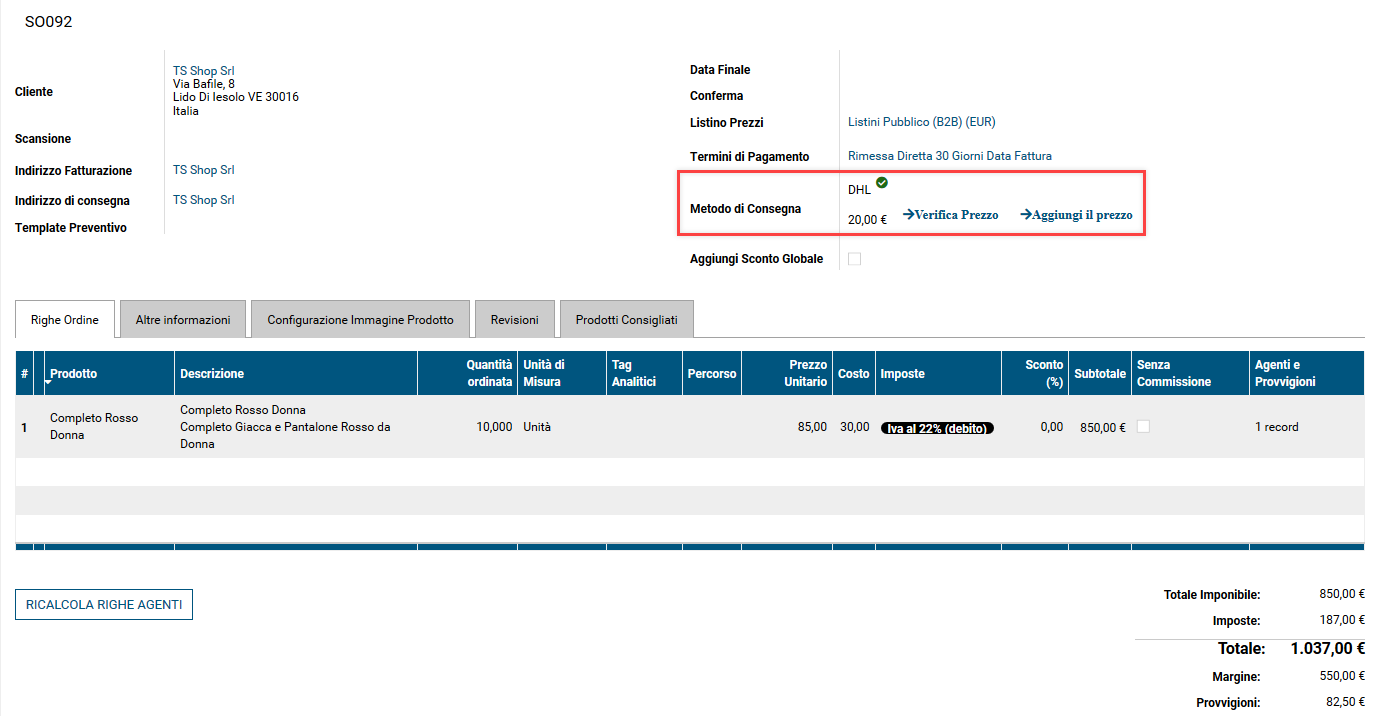 SO092
Cliente
TS Shop Srl
Via Bafile, 8
Lido Di Iesolo VE 30016
Italia
Scansione
Indirizzo Fatturazione
TS Shop Srl
Indirizzo di consegna
TS Shop Srl
Template Preventivo
Data Finale
Conferma
Listino Prezzi
Listini Pubblico (B2B) (EUR)
Termini di Pagamento
Rimessa Diretta 30 Giorni Data Fattura
Metodo di Consegna
DHL
20,00 € Verifica Prezzo Aggiungi il prezzo
Aggiungi Sconto Globale
Righe Ordine Altre informazioni Configurazione Immagine Prodotto Revisioni Prodotti Consigliati
# Prodotto Descrizione Quantità ordinata Unità di Misura Tag Analitici Percorso Prezzo Unitario Costo Imposte Sconto (%) Subtotale Senza Commissione Agenti e Provvigioni
1
Completo Rosso
Donna
Completo Rosso Donna
Completo Giacca e Pantalone Rosso da
Donna
10,000 Unità 85,00 30,00 Iva al 22% (debito) 0,00 850,00 € 1 record
RICALCOLA RIGHE AGENTI
Totale Imponibile: 850,00 €
Imposte: 187,00 €
Totale: 1.037,00 €
Margine: 550,00 €
Provvigioni: 82,50 €